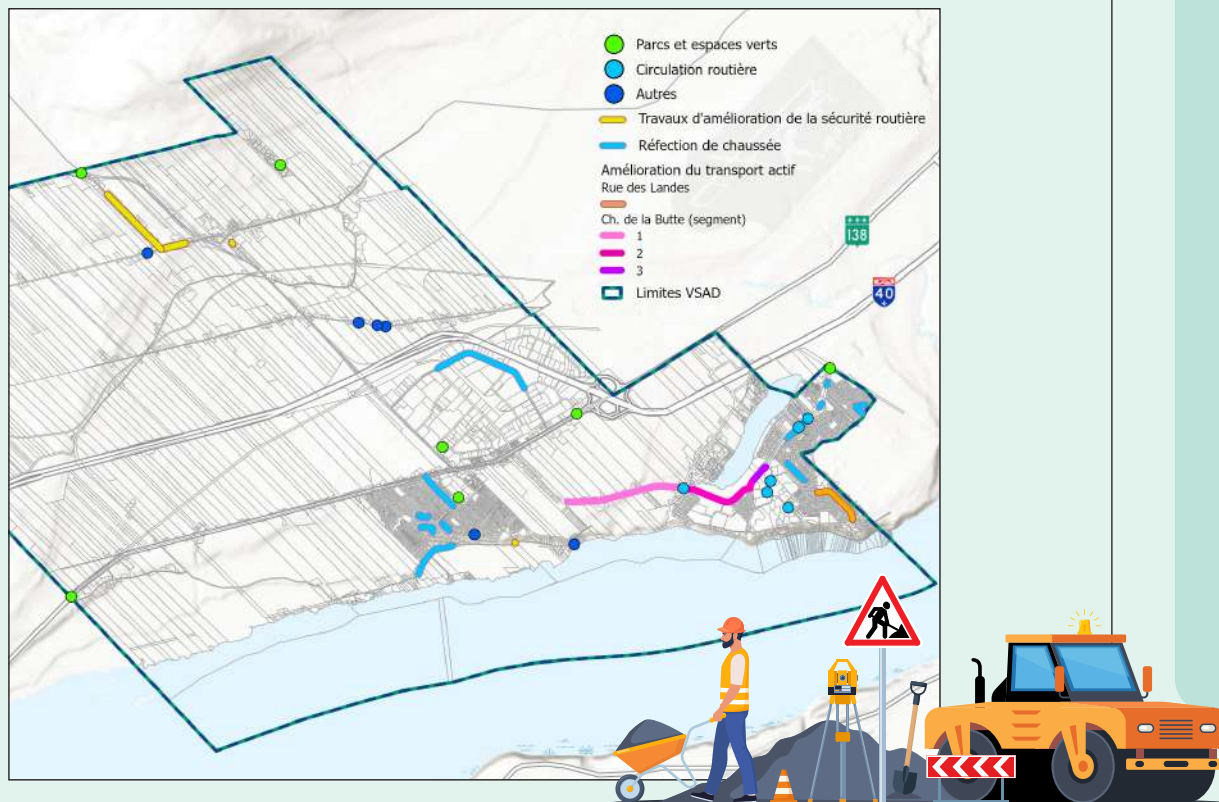 Parcs et espaces verts
Circulation routière
Autres
Travaux d'amélioration de la sécurité routière
Réfection de chaussée
Amélioration du transport actif
Rue des Landes
Ch. de la Butte (segment)
1
2
3
Limites VSAD
138
40